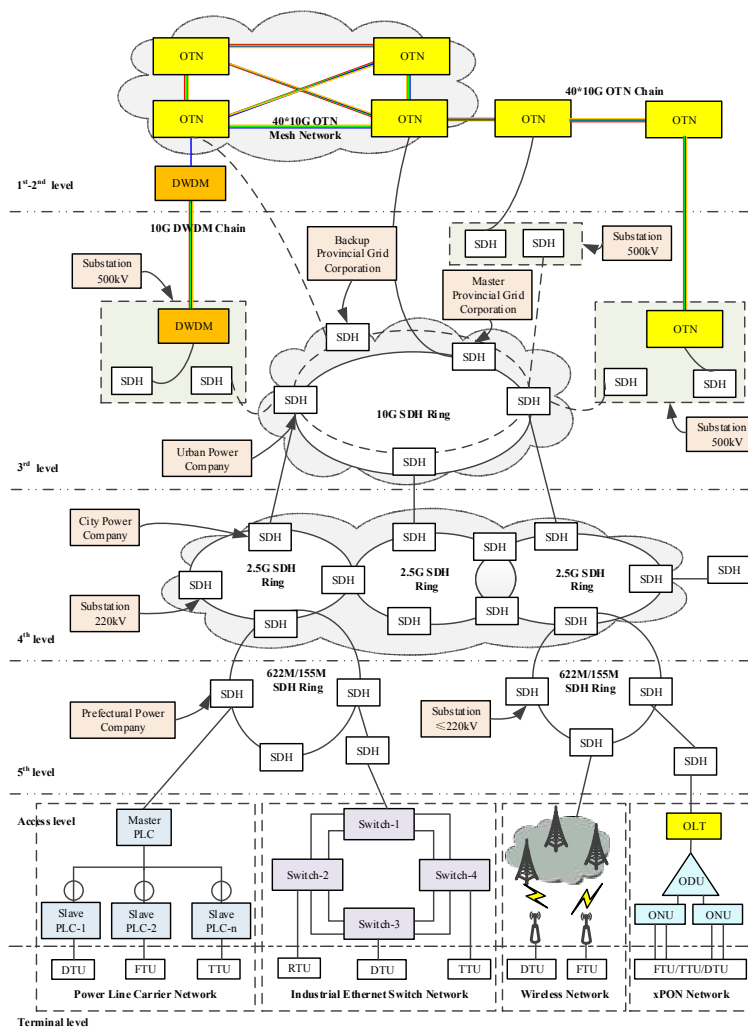 OTN
OTN
OTN
40*10G OTN
Mesh Network
OTN
OTN
40*10G OTN Chain
OTN
DWDM
1st-2nd level
10G DWDM Chain
Substation
500kV
Backup
Provincial Grid
Corporation
SDH
SDH
Substation
500kV
Master
Provincial Grid
Corporation
DWDM
SDH
SDH
SDH
SDH
OTN
SDH
SDH
SDH
10G SDH Ring
SDH
Substation
500kV
Urban Power
Company
SDH
3rd level
City Power
Company
SDH
SDH
SDH
SDH
2.5G SDH
Ring
2.5G SDH
Ring
2.5G SDH
Ring
SDH
SDH
SDH
SDH
SDH
Substation
220kV
SDH
SDH
SDH
SDH
4th level
622M/155M
SDH Ring
622M/155M
SDH Ring
SDH
SDH
SDH
SDH
Prefectural Power
Company
Substation
≤220kV
SDH
SDH
SDH
SDH
5th level
Access level
Master
PLC
Switch-1
OLT
Switch-2
Switch-4
ODU
Slave
PLC-1
Slave
PLC-2
Slave
PLC-n
Switch-3
ONU
ONU
DTU
FTU
TTU
RTU
DTU
TTU
DTU
FTU
FTU/TTU/DTU
Power Line Carrier Network
Industrial Ethernet Switch Network
Wireless Network
xPON Network
Terminal level